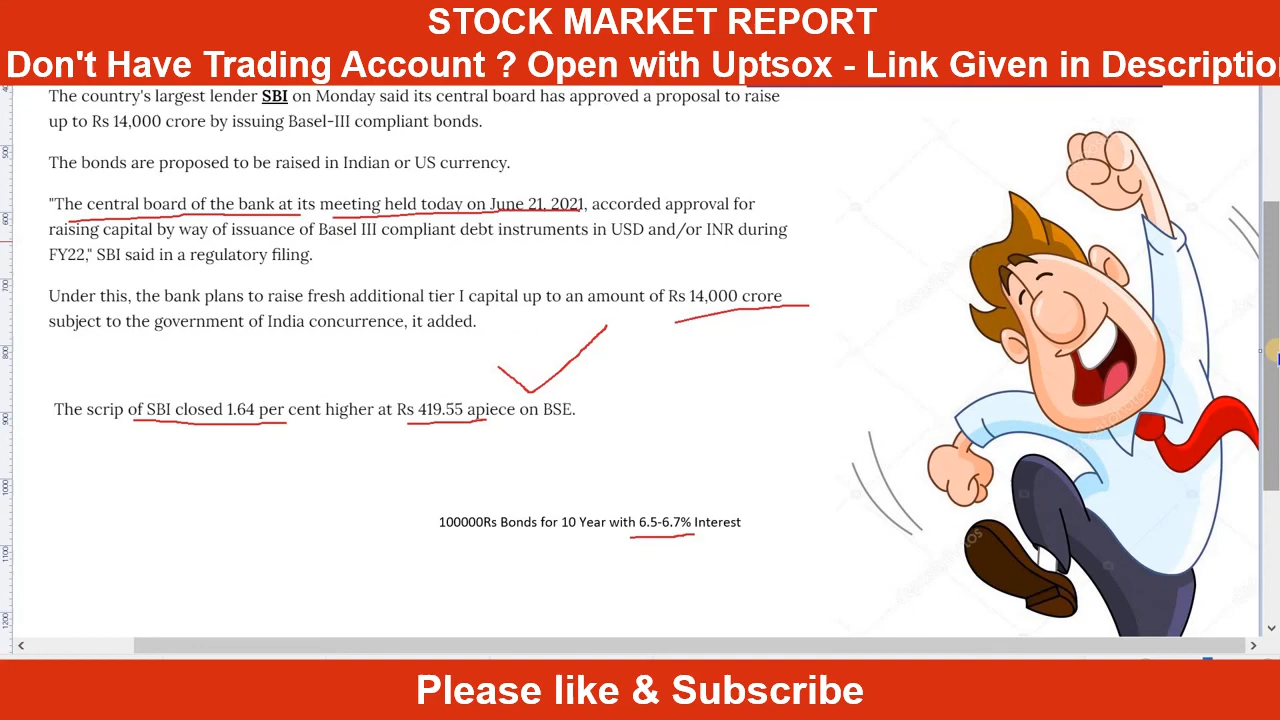 STOCK MARKET REPORT
Don't Have Trading Account ? Open with Uptsox - Link Given in Descriptio
The country's largest lender SBI on Monday said its central board has approved a proposal to raise
up to Rs 14,000 crore by issuing Basel-III compliant bonds.
The bonds are proposed to be raised in Indian or US currency.
"The central board of the bank at its meeting held today on June 21, 2021, accorded approval for
raising capital by way of issuance of Basel III compliant debt instruments in USD and/or INR during
FY22," SBI said in a regulatory filing.
Under this, the bank plans to raise fresh additional tier I capital up to an amount of Rs 14,000 crore
subject to the government of India concurrence, it added.
The scrip of SBI closed 1.64 per cent higher at Rs 419.55 apiece on BSE.
100000Rs Bonds for 10 Year with 6.5-6.7% Interest
Please like & Subscribe